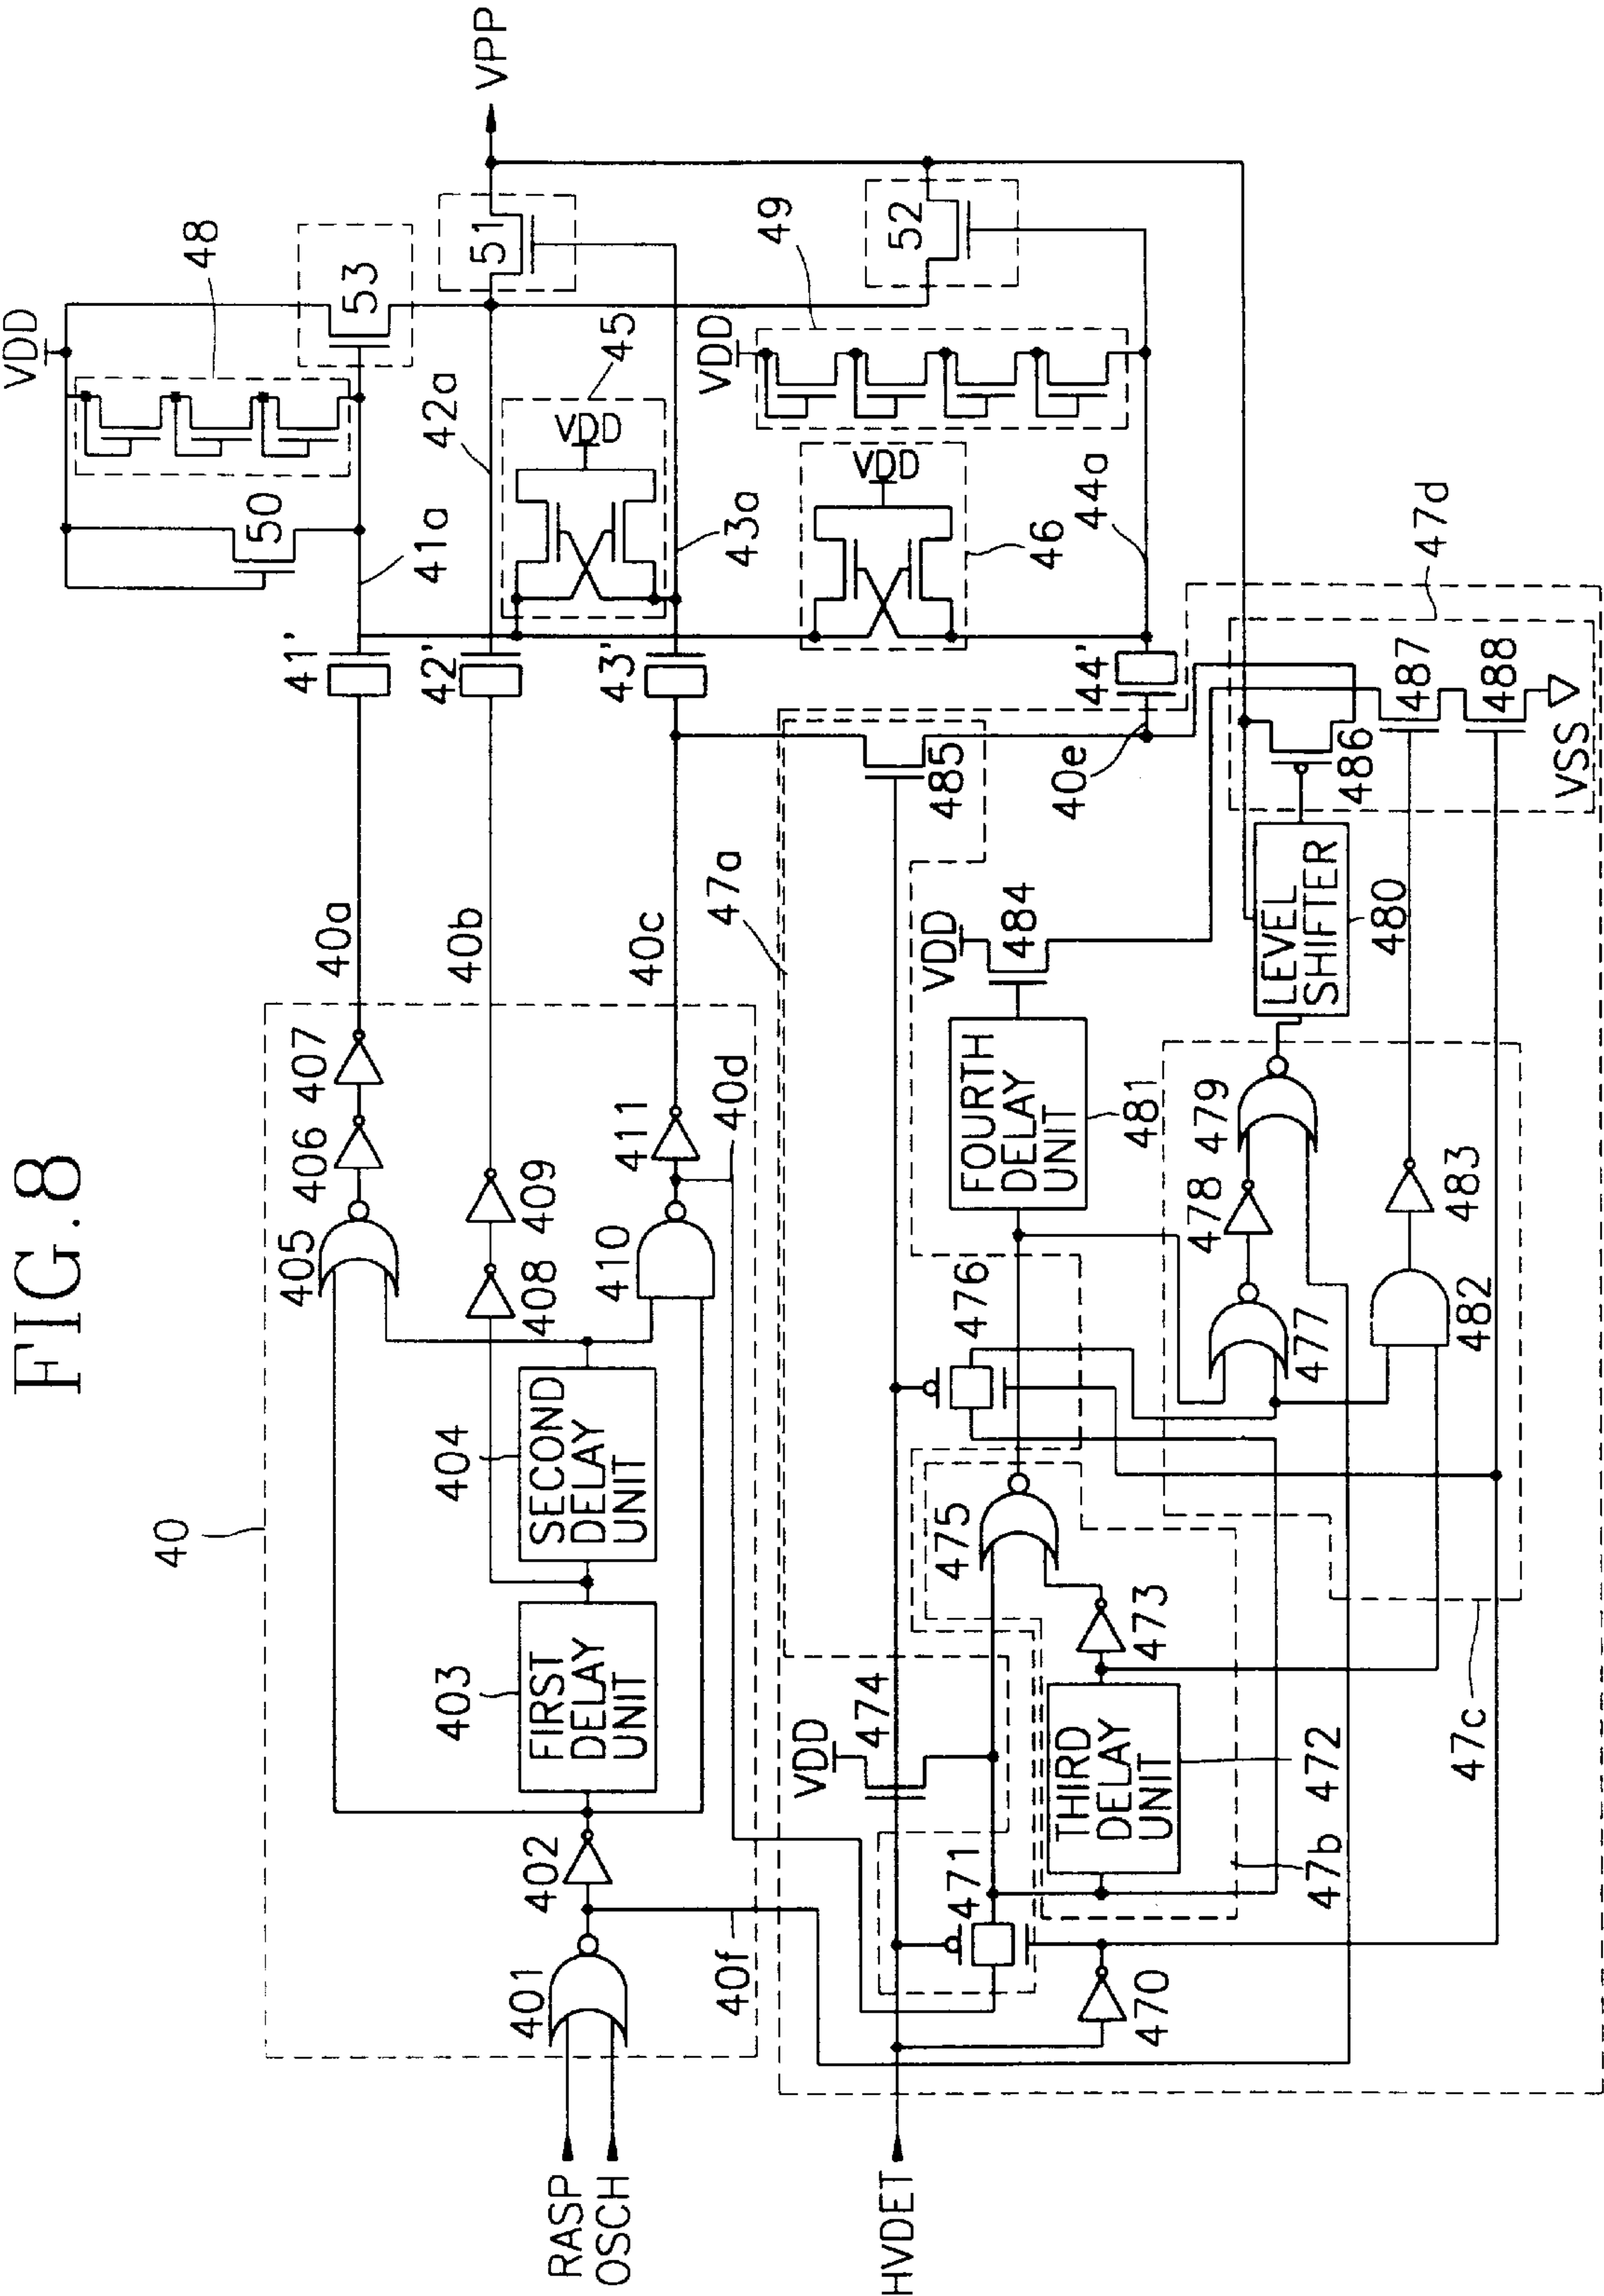 FIG.8
RASP
OSCH
HVDET
40
401
402
403
FIRST
DELAY
UNIT
404
SECOND
DELAY
UNIT
405
406
407
408
409
410
411
40a
40b
40c
40d
40f
41'
42'
43'
44'
41a
42a
43a
44a
40e
VDD
50
48
53
51
VPP
45
VDD
46
VDD
49
VDD
52
47a
470
471
VDD
474
THIRD
DELAY
UNIT
472
473
475
476
47b
477
478
479
482
483
47c
FOURTH
DELAY
UNIT
481
VDD
484
485
LEVEL
SHIFTER
480
486
487
488
VSS
47d